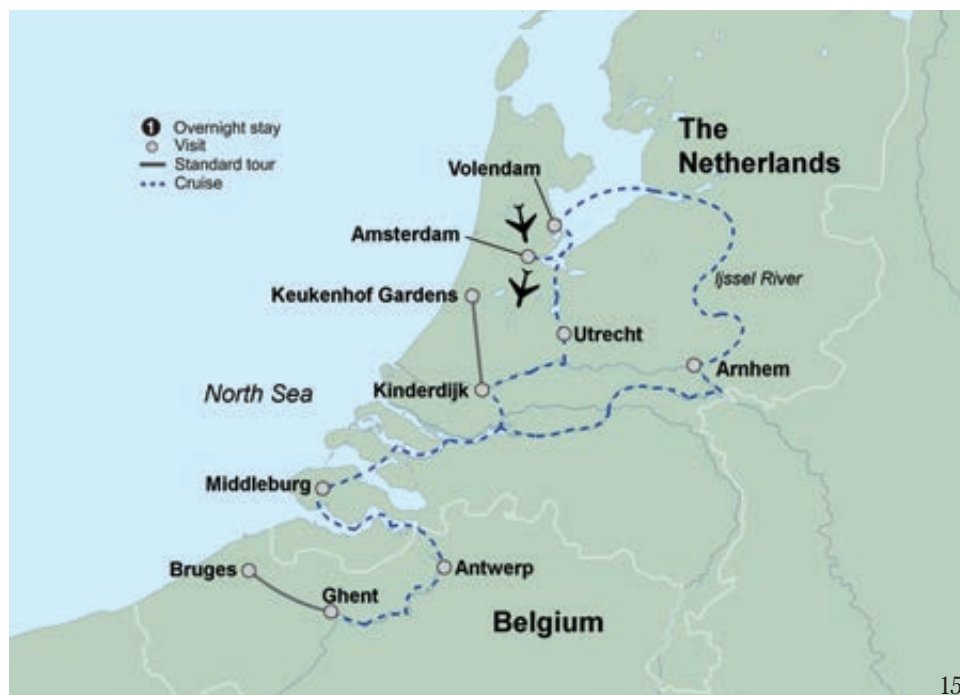 1 Overnight stay
Visit
Standard tour
Cruise
The
Netherlands
Volendam
Amsterdam
Keukenhof Gardens
Ijssel River
Utrecht
Arnhem
North Sea
Kinderdijk
Middleburg
Bruges
Ghent
Antwerp
Belgium
15